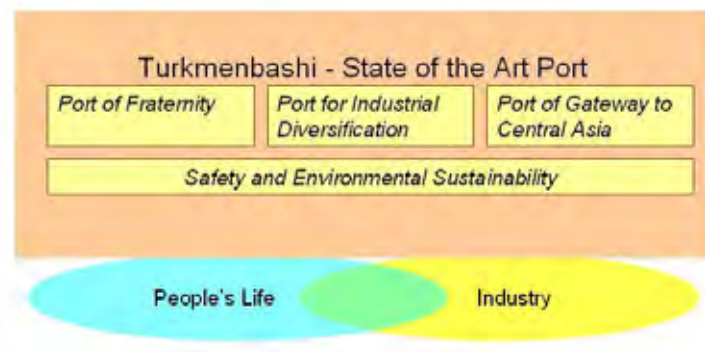 Turkmenbashi - State of the Art Port
Port of Fraternity
Port for Industrial
Diversification
Port of Gateway to
Central Asia
Safety and Environmental Sustainability
People's Life
Industry